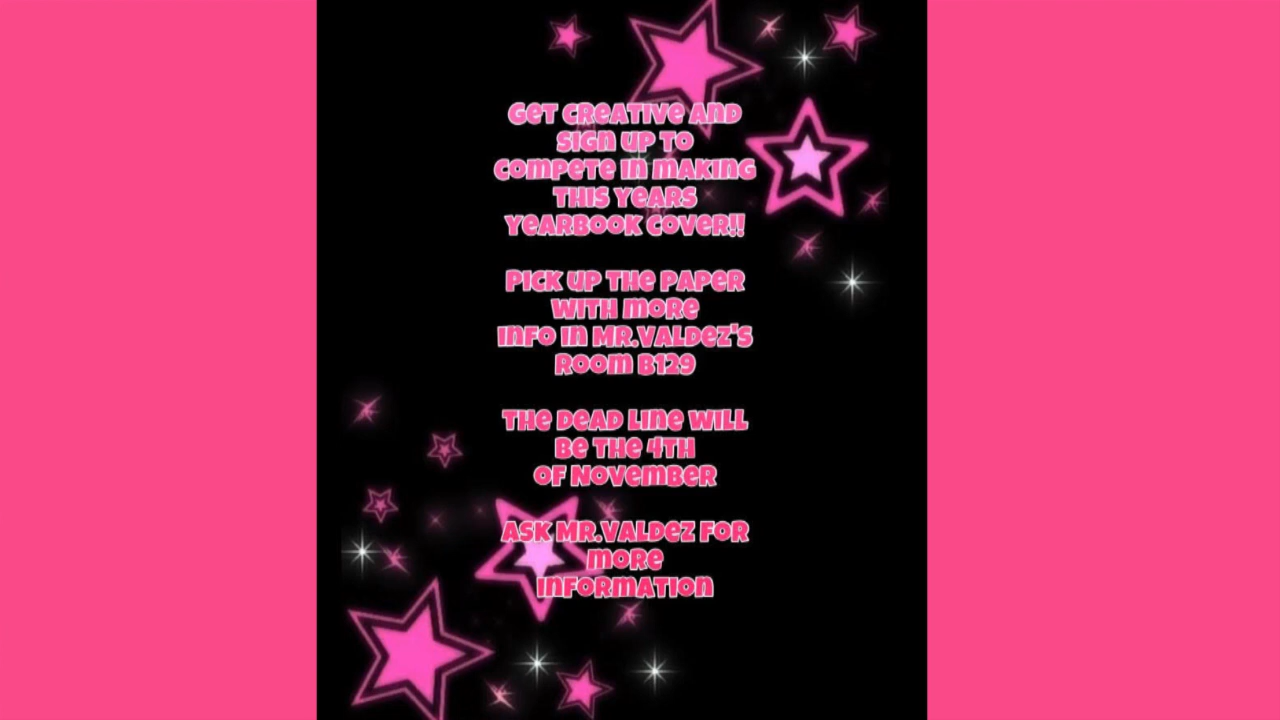 Get creative and
sign up to
compete in making
this years
yearbook cover!!
Pick up the paper
with more
info in Mr.Valdez's
Room B129
The dead line will
be the 4th
of November
Ask Mr.Valdez for
more
information